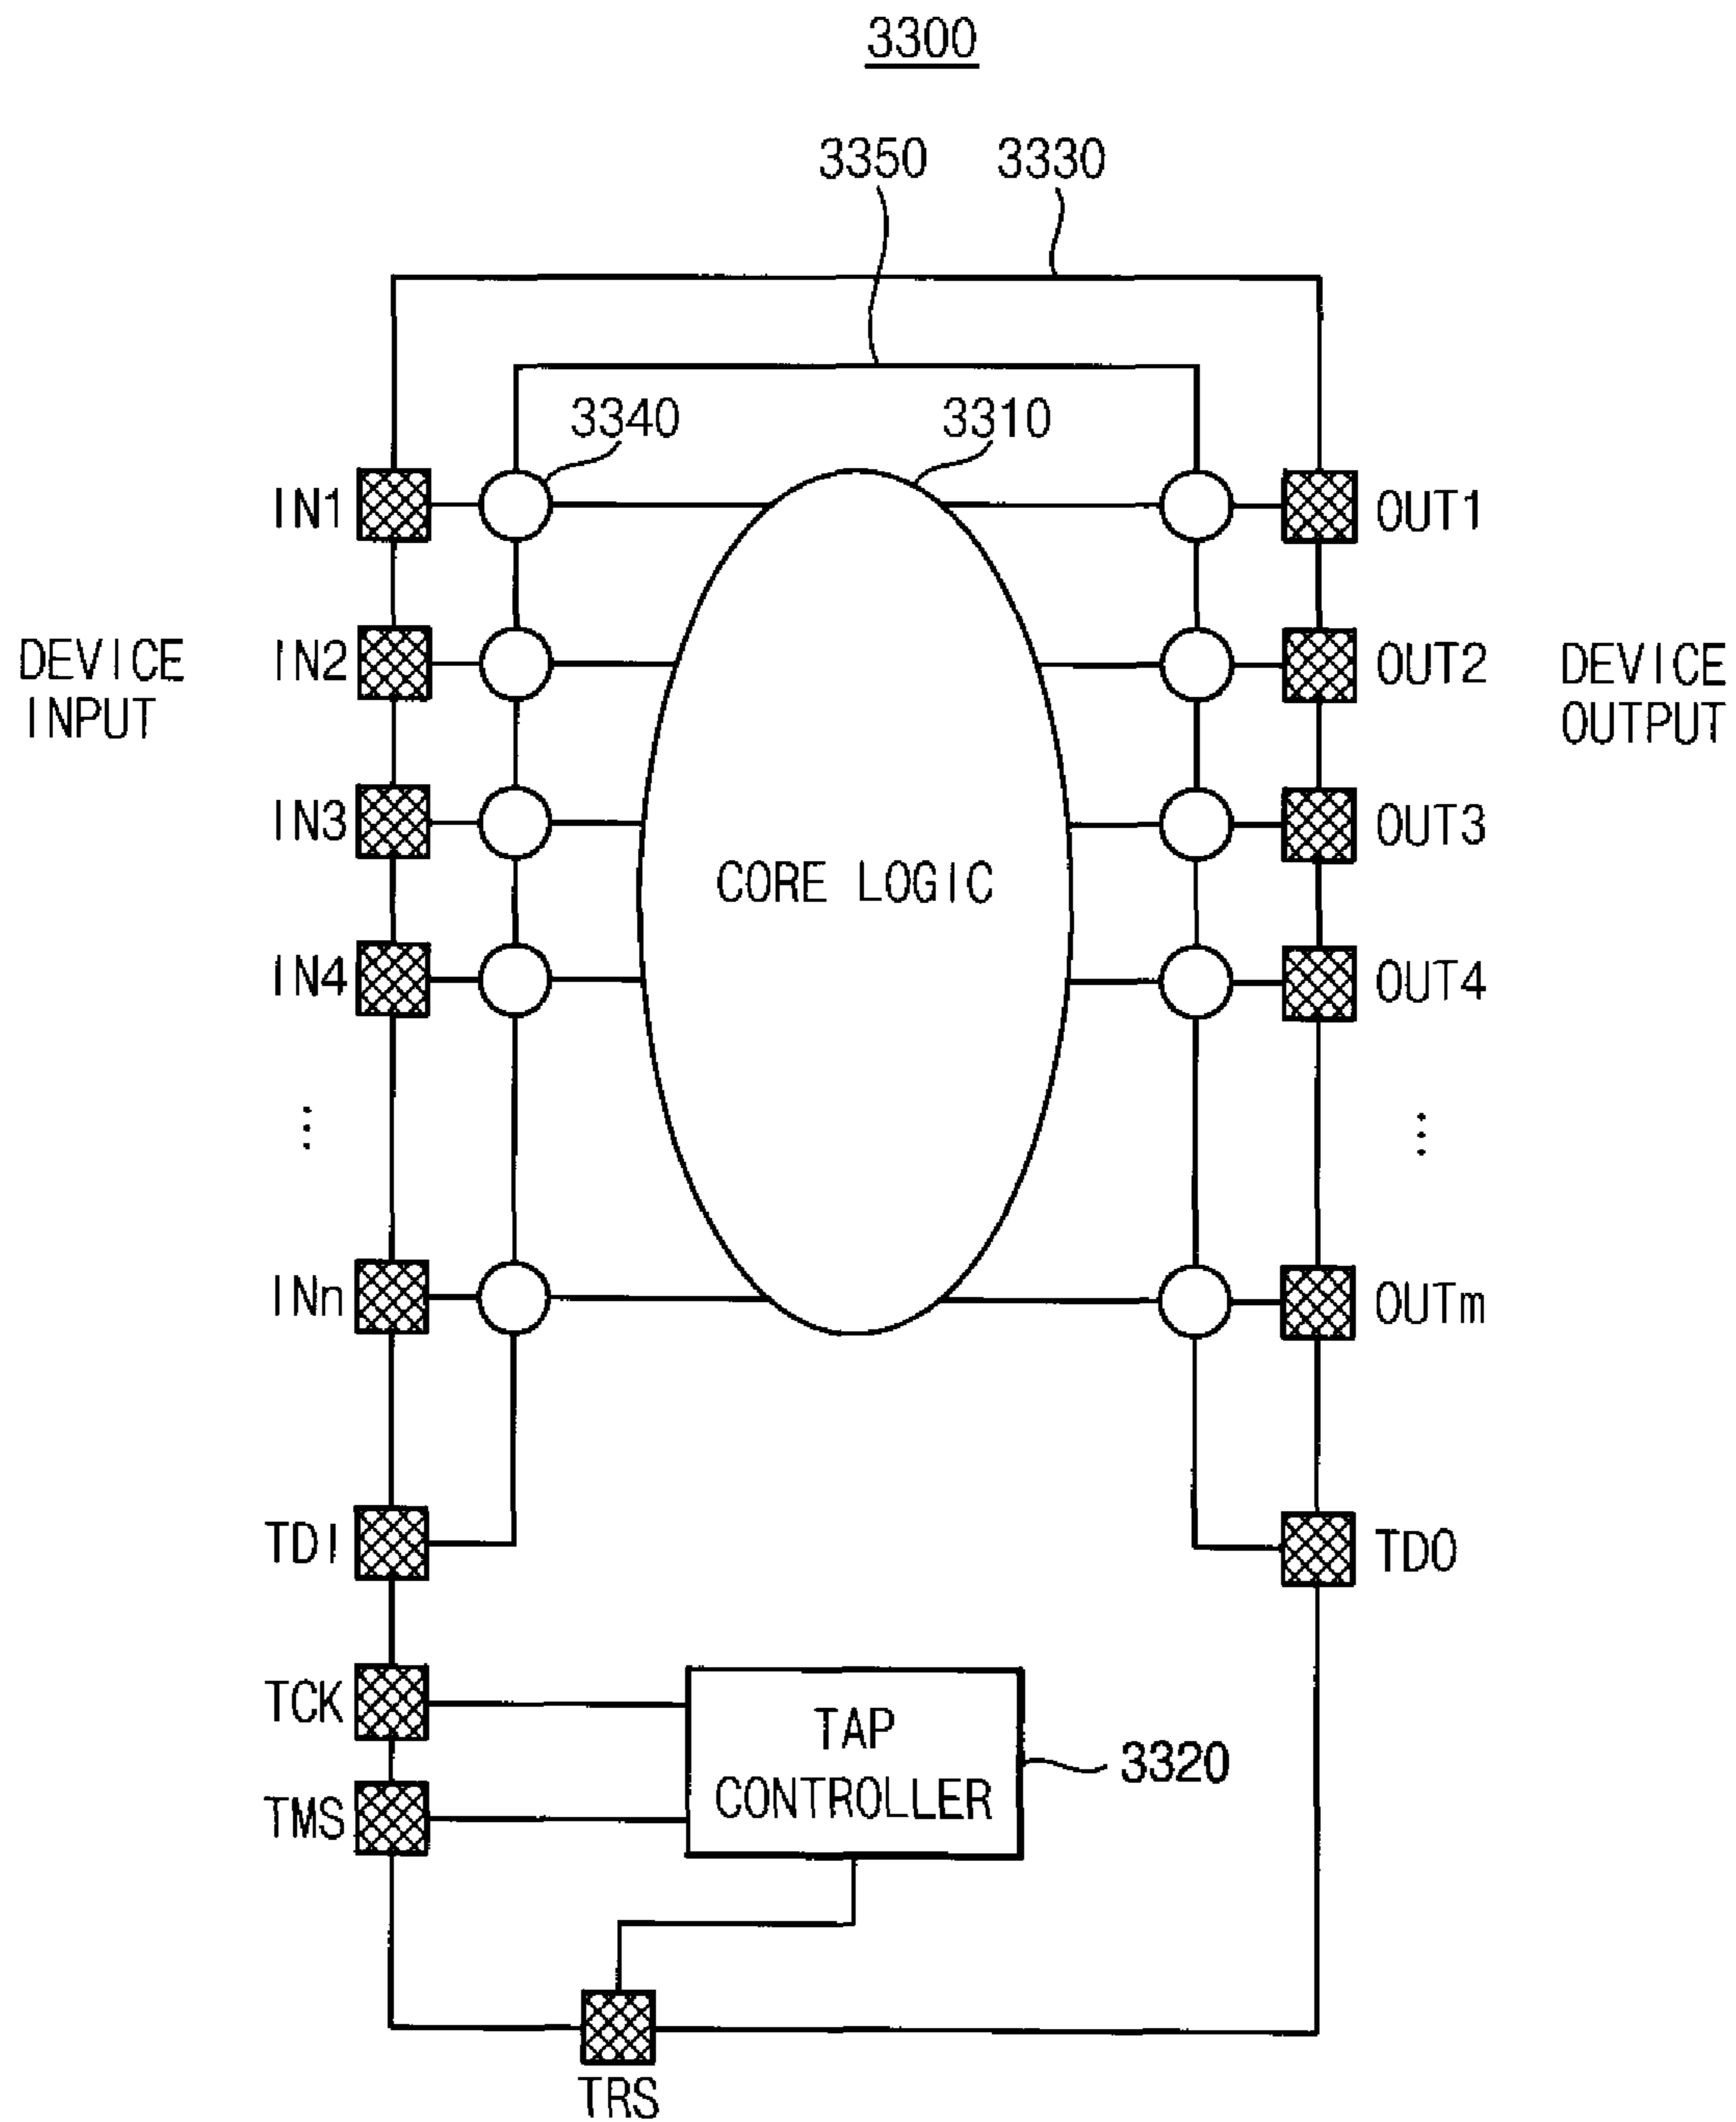 3300
3350
3330
3340
3310
IN1
OUT1
DEVICE
INPUT
IN2
OUT2
DEVICE
OUTPUT
IN3
OUT3
CORE LOGIC
IN4
OUT4
...
...
INn
OUTm
TDI
TDO
TCK
TAP
CONTROLLER
3320
TMS
TRS